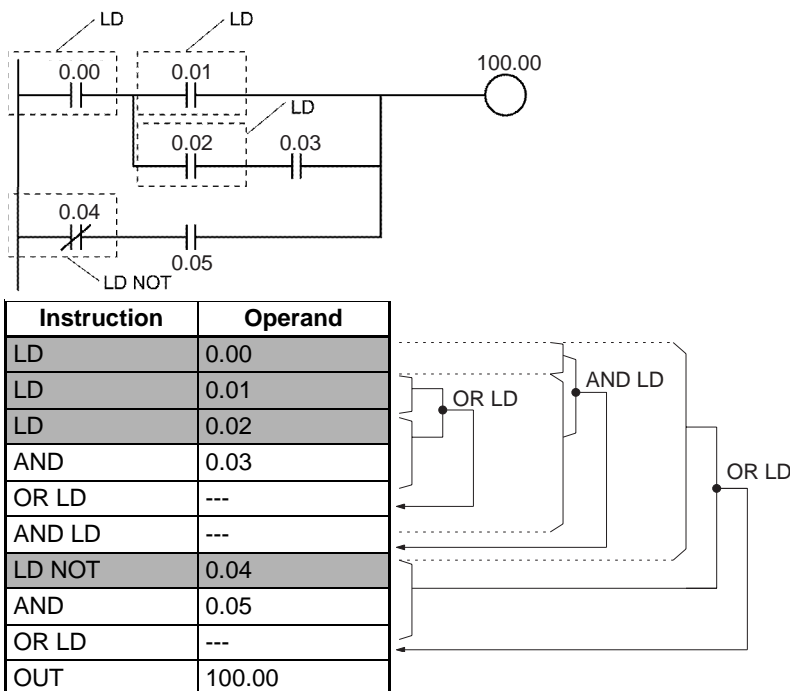 LD LD
0.00 0.01 100.00
LD
0.02 0.03
0.04
0.05
LD NOT
Instruction Operand
LD 0.00
LD 0.01
LD 0.02
AND 0.03
OR LD ---
AND LD ---
LD NOT 0.04
AND 0.05
OR LD ---
OUT 100.00
AND LD
OR LD
OR LD